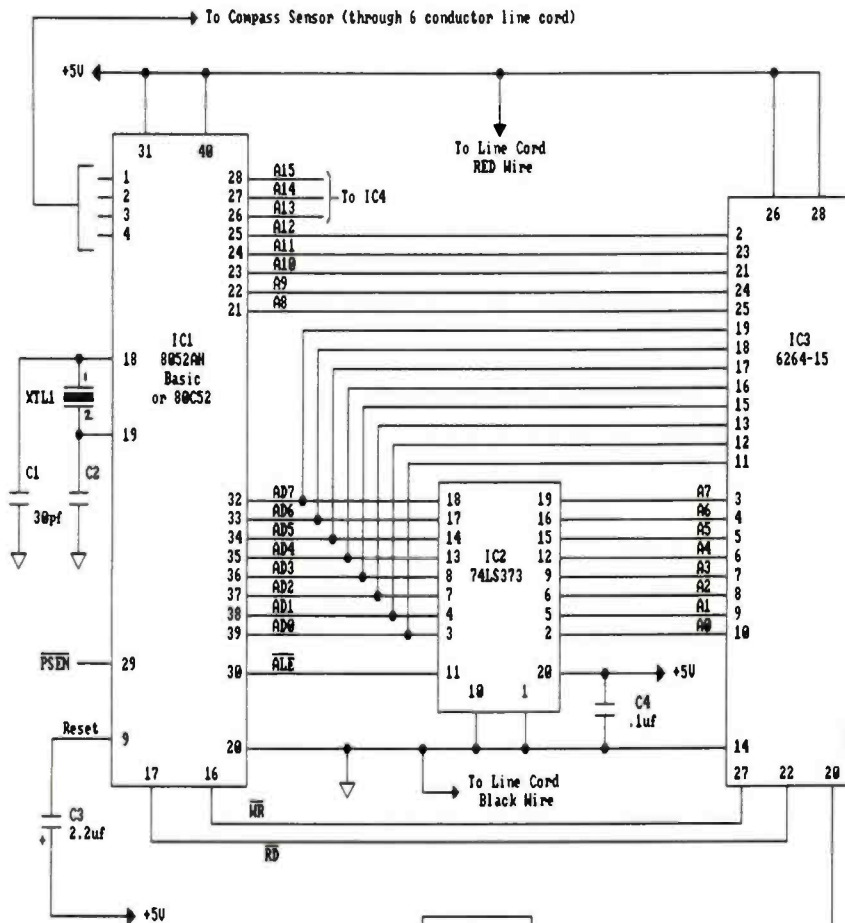 To Compass Sensor (through 6 conductor line cord)
+5V
31
40
26
28
To Line Cord
RED Wire
1
2
3
4
28 A15
27 A14
26 A13
To IC4
25 A12
24 A11
23 A10
22 A9
21 A8
2
23
21
24
25
19
18
17
16
15
13
12
11
IC1
8052AH
Basic
or 80C52
IC3
6264-15
18
XTL1
1
2
19
C1
C2
30pf
32 AD7
33 AD6
34 AD5
35 AD4
36 AD3
37 AD2
38 AD1
39 AD0
30 ALE
18
17
14
13
8
7
4
3
11
IC2
74LS373
19
16
15
12
9
6
5
2
20
10
1
A7 3
A6 4
A5 5
A4 6
A3 7
A2 8
A1 9
A0 10
+5V
C4
.1uf
PSEN
29
Reset
9
20
14
17
16
27
22
20
To Line Cord
Black Wire
WR
RD
C3
2.2uf
+
+5V